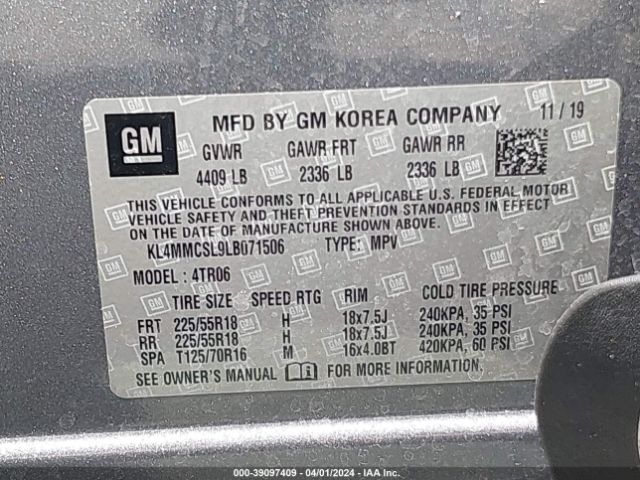 GM
MFD BY GM KOREA COMPANY 11 / 19
GVWR GAWR FRT GAWR RR
4409 LB 2336 LB 2336 LB
THIS VEHICLE CONFORMS TO ALL APPLICABLE U.S. FEDERAL MOTOR
VEHICLE SAFETY AND THEFT PREVENTION STANDARDS IN EFFECT
ON THE DATE OF MANUFACTURE SHOWN ABOVE.
KL4MMCSL9LB071506 TYPE: MPV
MODEL : 4TR06
TIRE SIZE SPEED RTG RIM COLD TIRE PRESSURE
FRT 225/55R18 H 18x7.5J 240KPA, 35 PSI
RR 225/55R18 H 18x7.5J 240KPA, 35 PSI
SPA T125/70R16 M 16x4.0BT 420KPA, 60 PSI
SEE OWNER'S MANUAL FOR MORE INFORMATION.
000-39097409 - 04/01/2024 - IAA Inc.